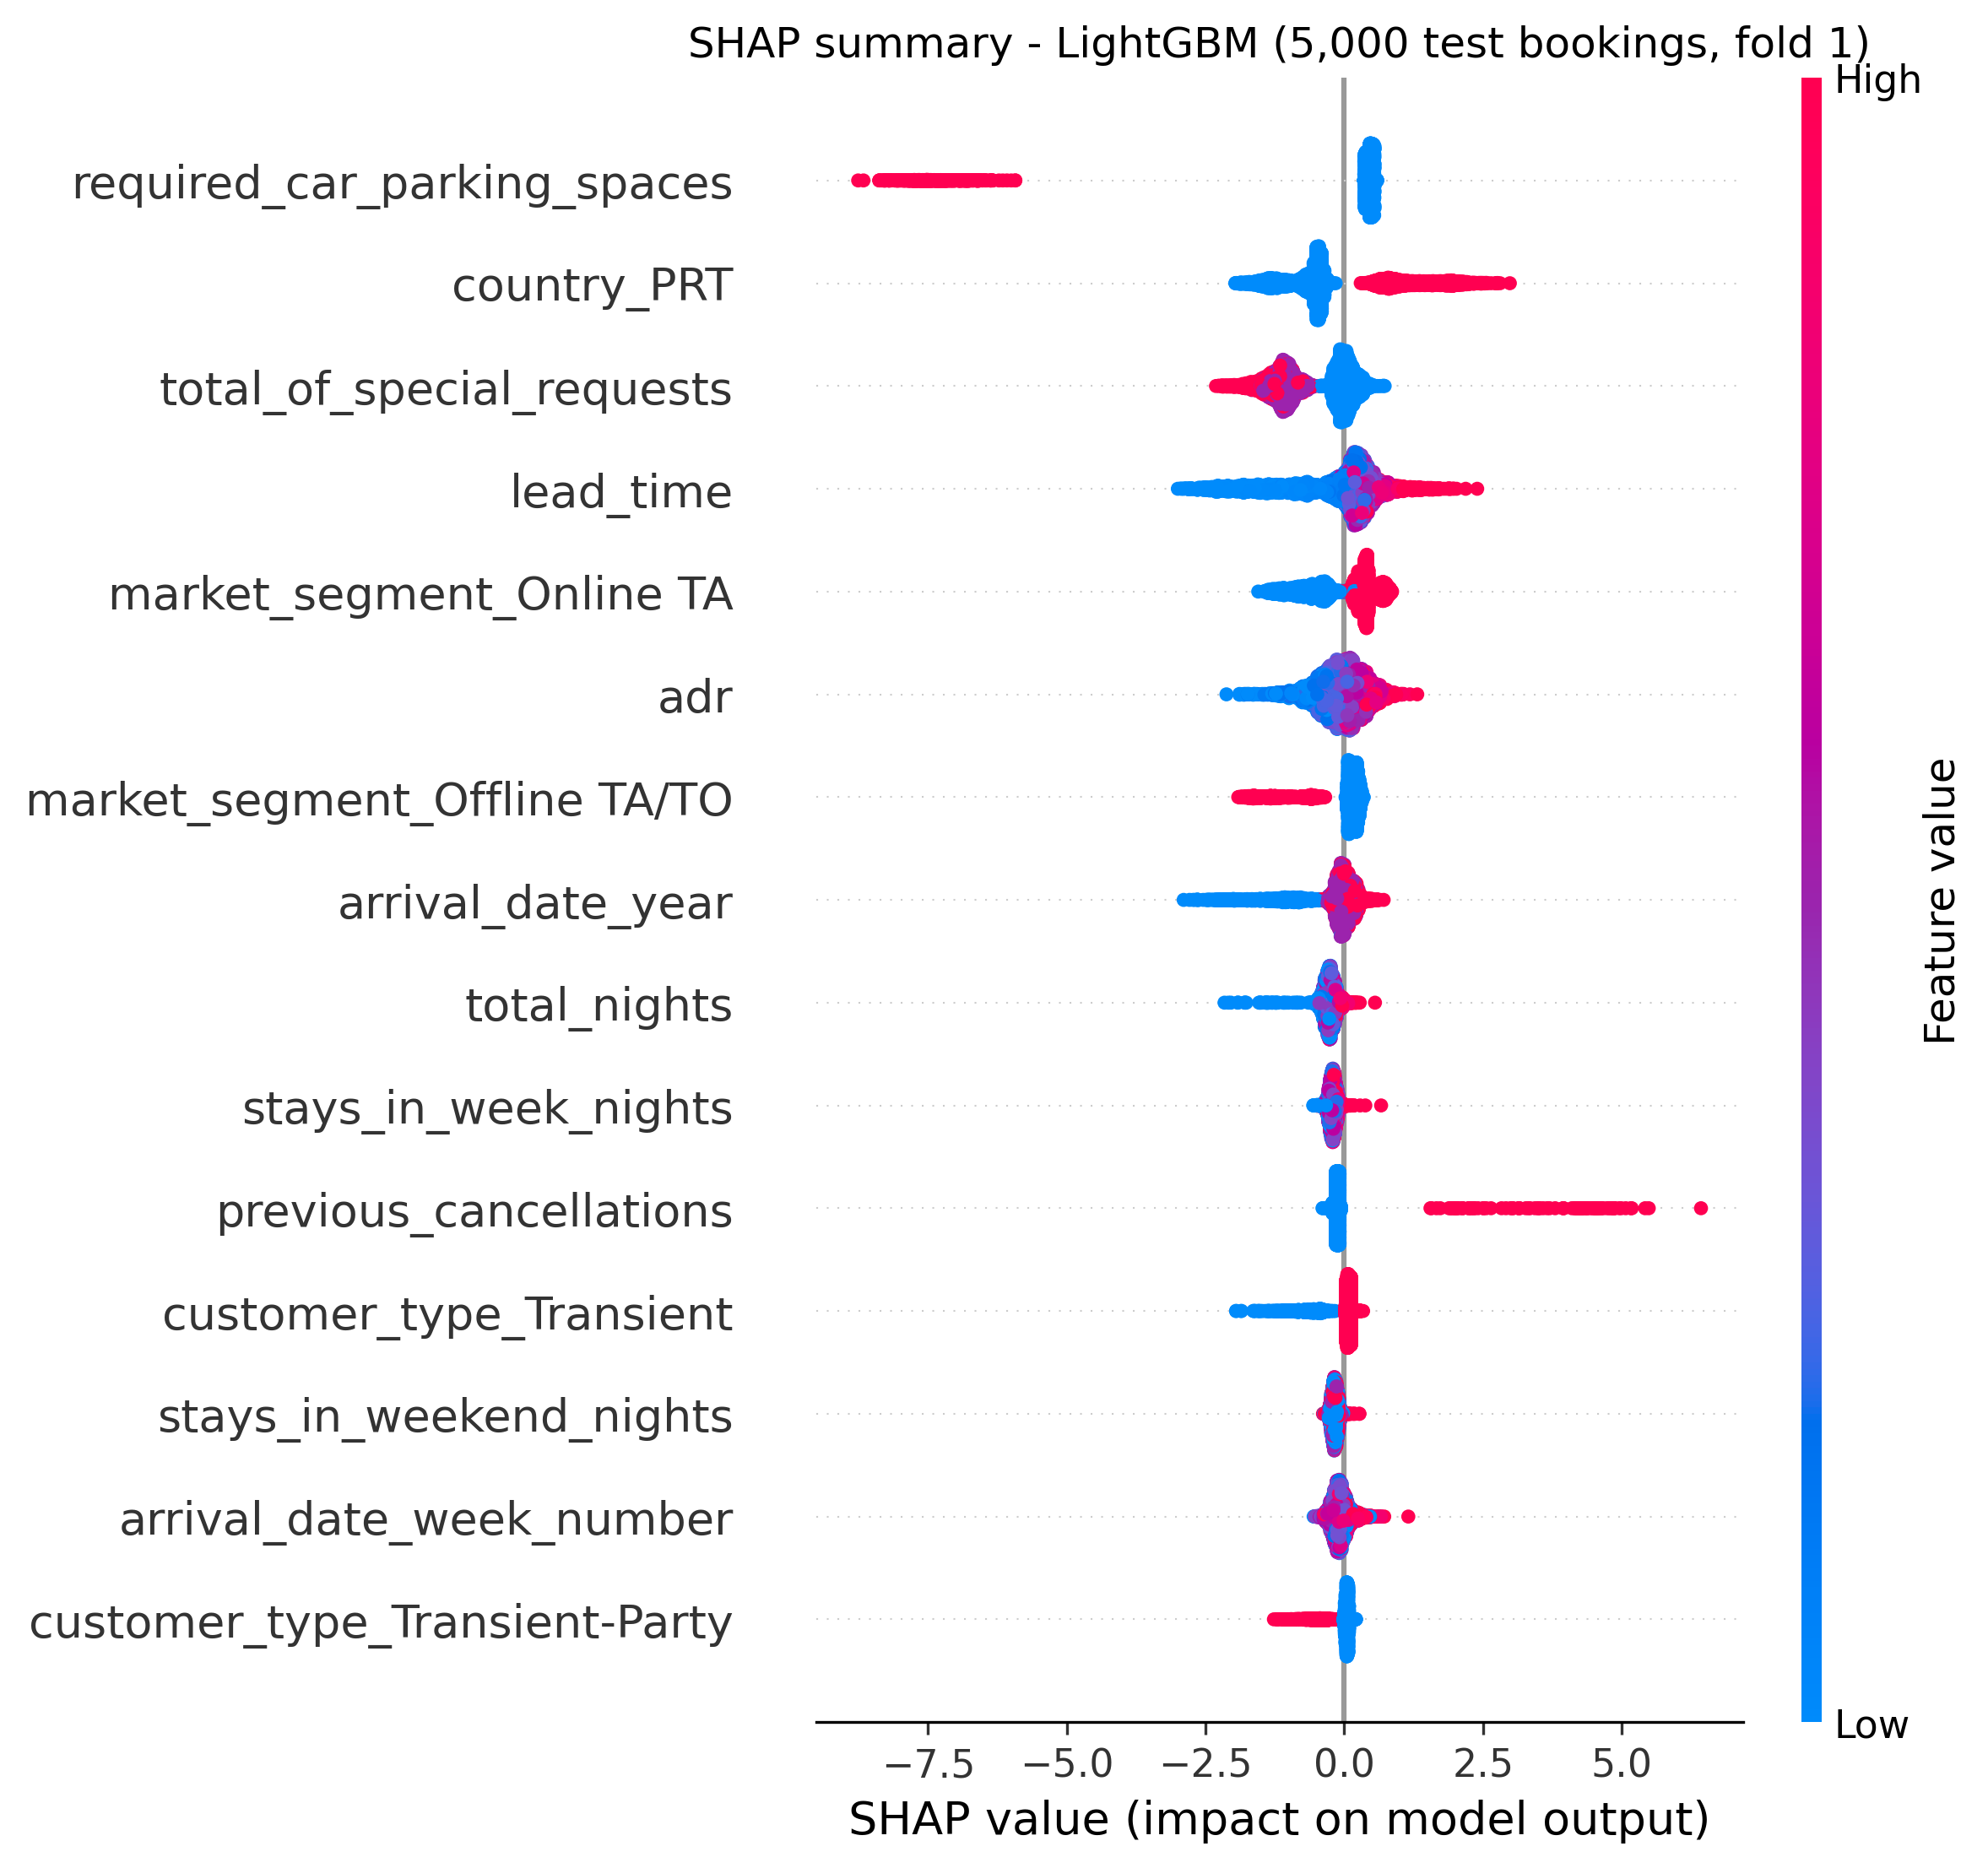 SHAP summary - LightGBM (5,000 test bookings, fold 1)
High
required_car_parking_spaces
country_PRT
total_of_special_requests
lead_time
market_segment_Online TA
adr
market_segment_Offline TA/TO
arrival_date_year
total_nights
stays_in_week_nights
previous_cancellations
customer_type_Transient
stays_in_weekend_nights
arrival_date_week_number
customer_type_Transient-Party
Feature value
Low
−7.5 −5.0 −2.5 0.0 2.5 5.0
SHAP value (impact on model output)